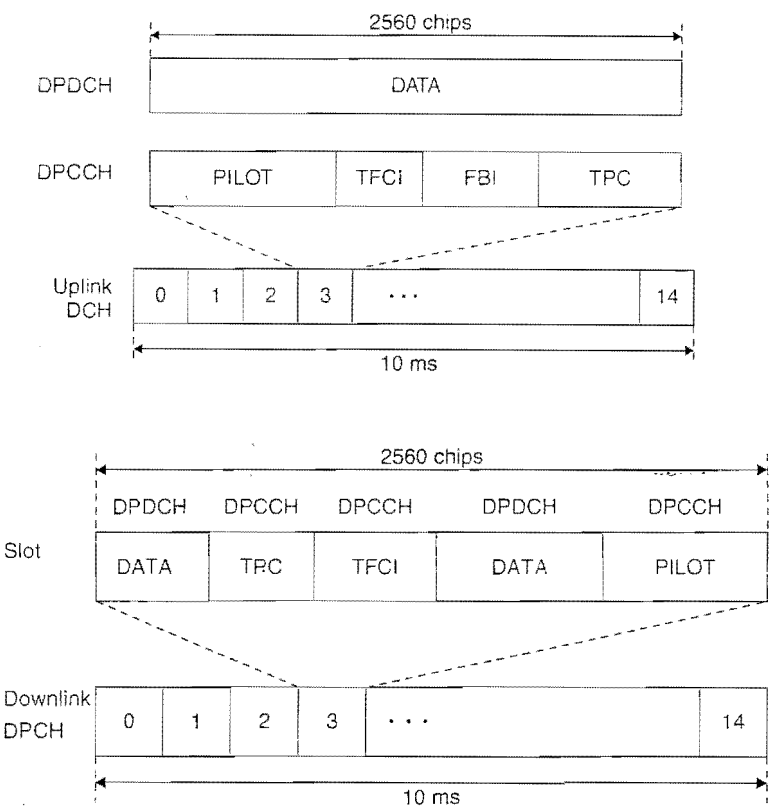 2560 chips
DPDCH DATA
DPCCH PILOT TFCI FBI TPC
Uplink
DCH
0 1 2 3 ... 14
10 ms
2560 chips
DPDCH DPCCH DPCCH DPDCH DPCCH
Slot DATA TPC TFCI DATA PILOT
Downlink
DPCH
0 1 2 3 ... 14
10 ms